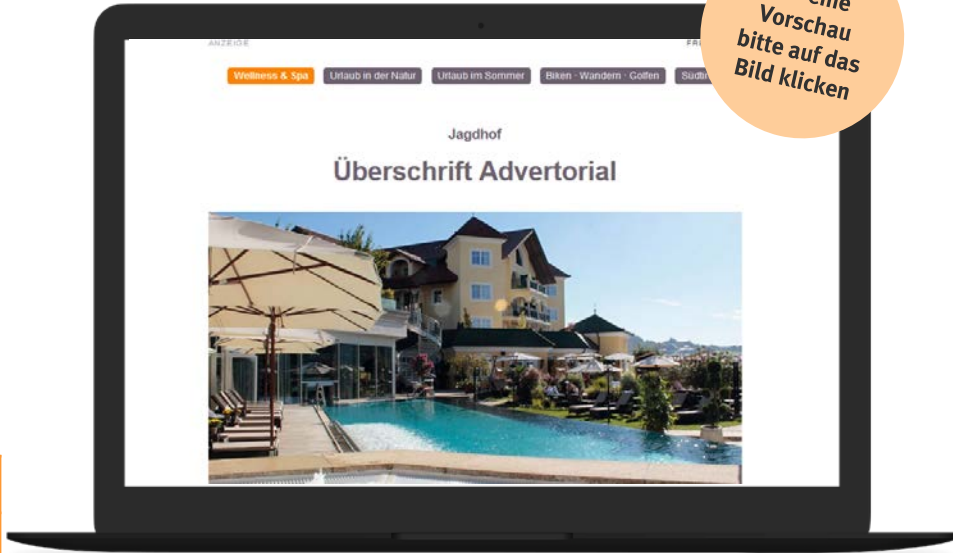 eine
Vorschau
bitte auf das
Bild klicken
ANZEIGE
Wellness & Spa
Urlaub in der Natur
Urlaub im Sommer
Biken · Wandern · Golfen
Jagdhof
Überschrift Advertorial